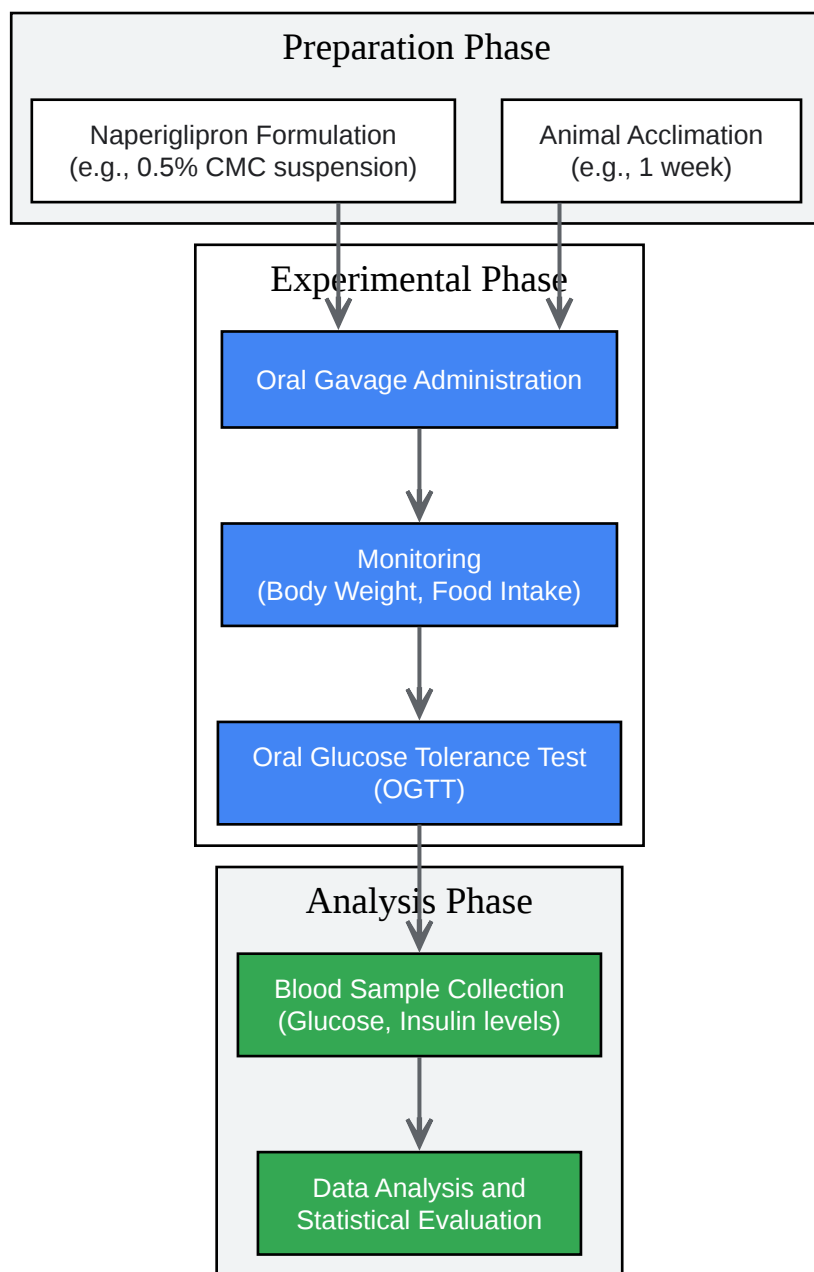 Preparation Phase
Naperiglipron Formulation
(e.g., 0.5% CMC suspension)
Animal Acclimation
(e.g., 1 week)
Experimental Phase
Oral Gavage Administration
Monitoring
(Body Weight, Food Intake)
Oral Glucose Tolerance Test
(OGTT)
Analysis Phase
Blood Sample Collection
(Glucose, Insulin levels)
Data Analysis and
Statistical Evaluation